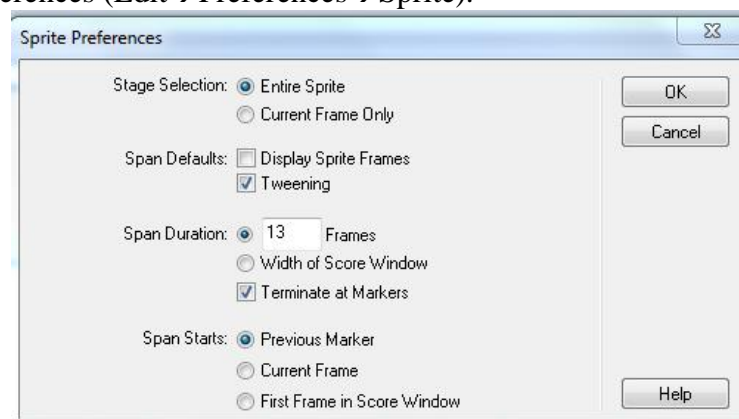 Sprite Preferences
Stage Selection: Entire Sprite
Current Frame Only
Span Defaults: Display Sprite Frames
Tweening
Span Duration: 13 Frames
Width of Score Window
Terminate at Markers
Span Starts: Previous Marker
Current Frame
First Frame in Score Window
OK
Cancel
Help